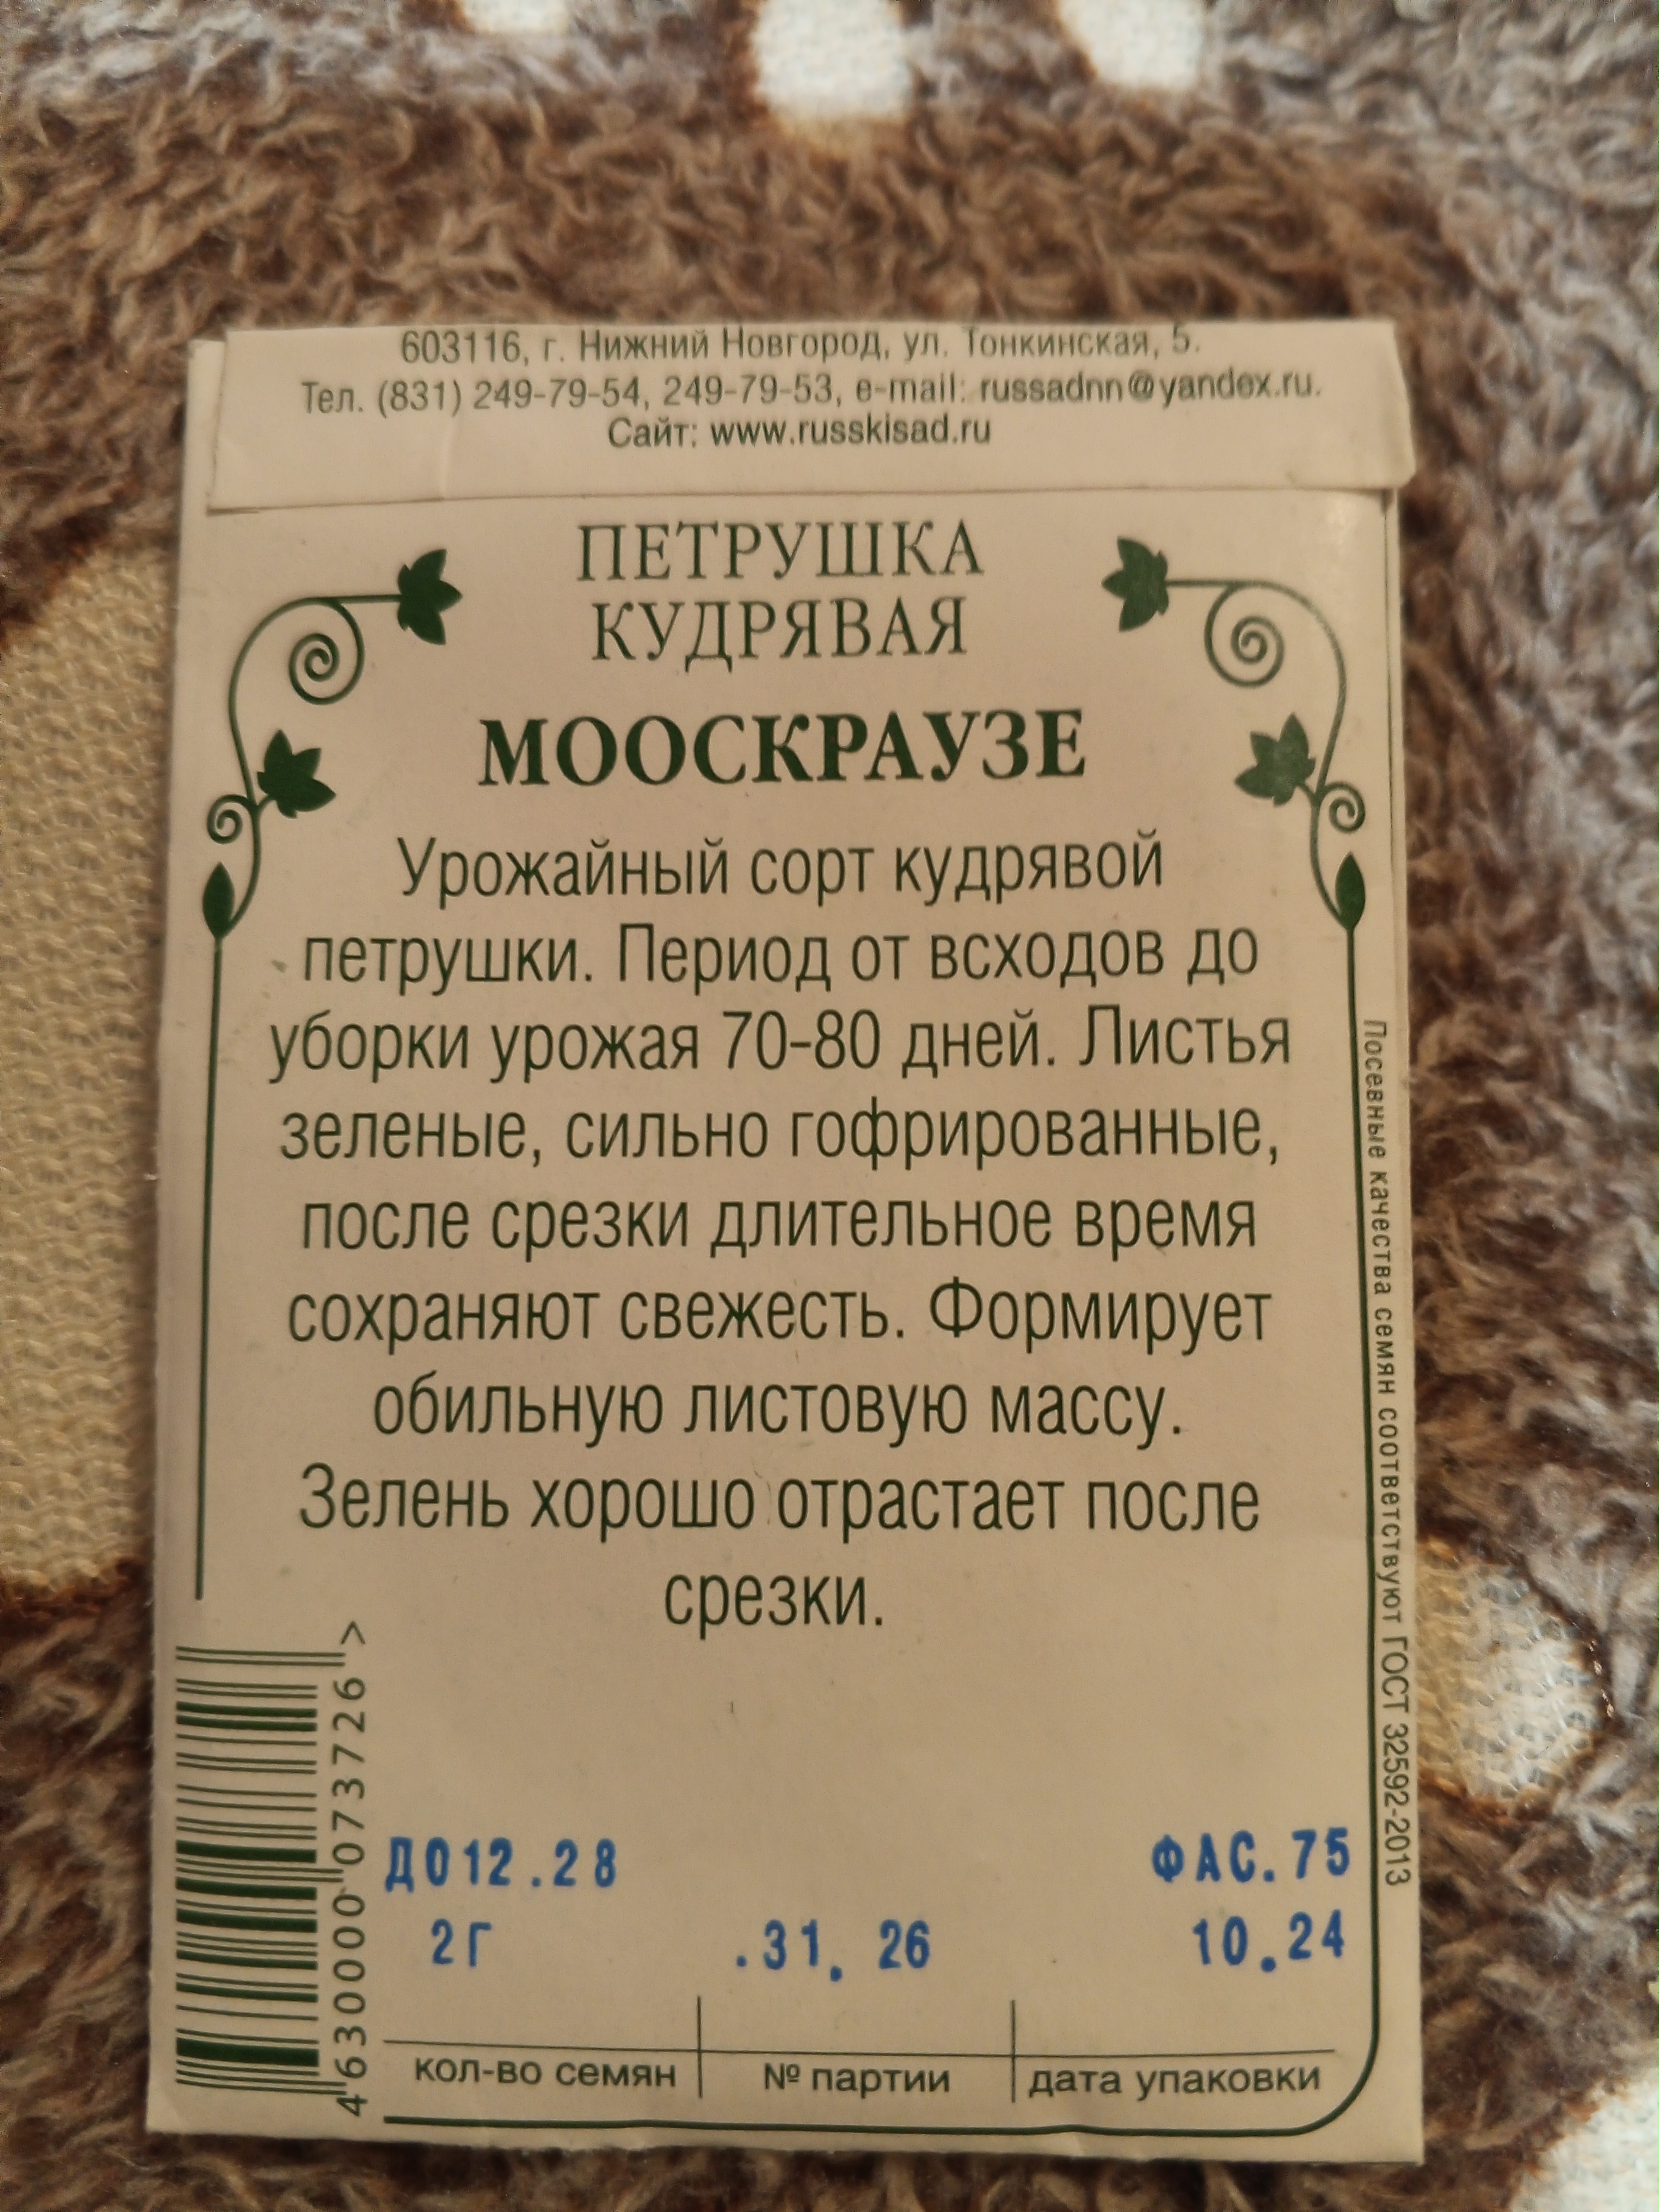 603116, г. Нижний Новгород, ул. Тонкинская, 5.
Тел. (831) 249-79-54, 249-79-53, e-mail: russadnn@yandex.ru.
Сайт: www.russkisad.ru
ПЕТРУШКА
КУДРЯВАЯ
МООСКРАУЗЕ
Урожайный сорт кудрявой
петрушки. Период от всходов до
уборки урожая 70-80 дней. Листья
зеленые, сильно гофрированные,
после срезки длительное время
сохраняют свежесть. Формирует
обильную листовую массу.
Зелень хорошо отрастает после
срезки.
Посевные качества семян соответствуют ГОСТ 32592-2013
4 630000 073726 >
ДО12.28
ФАС.75
2Г
.31. 26
10.24
кол-во семян
№ партии
дата упаковки